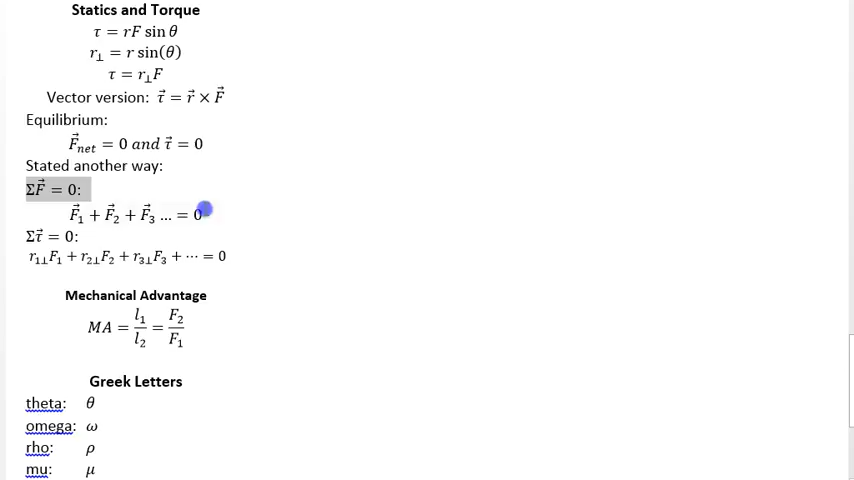 Statics and Torque
τ = rF sin θ
r⊥ = r sin(θ)
τ = r⊥F
Vector version: τ⃗ = r⃗ × F⃗
Equilibrium:
F⃗net = 0 and τ⃗ = 0
Stated another way:
ΣF⃗ = 0:
F⃗₁ + F⃗₂ + F⃗₃ … = 0
Στ⃗ = 0:
r₁⊥F₁ + r₂⊥F₂ + r₃⊥F₃ + ⋯ = 0
Mechanical Advantage
MA = l₁/l₂ = F₂/F₁
Greek Letters
theta: θ
omega: ω
rho: ρ
mu: μ